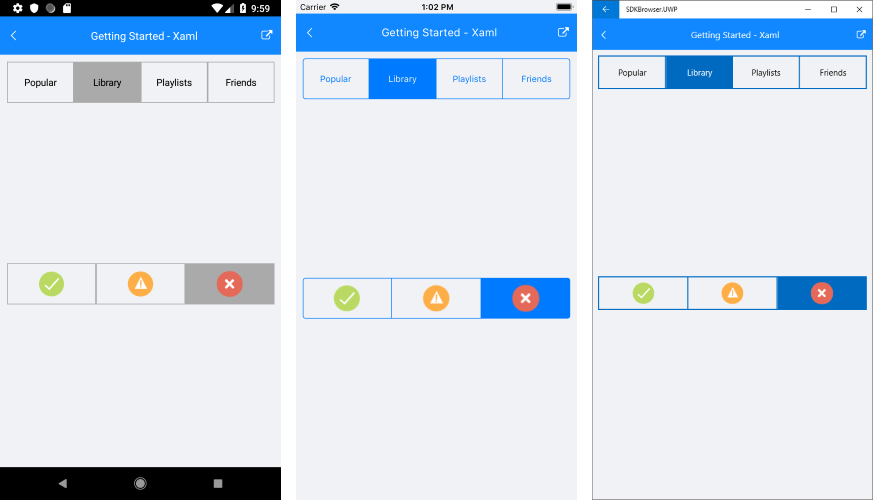 9:59
Getting Started - Xaml
Popular Library Playlists Friends
Carrier 1:02 PM
Getting Started - Xaml
Popular Library Playlists Friends
SDKBrowser.UWP
Getting Started - Xaml
Popular Library Playlists Friends